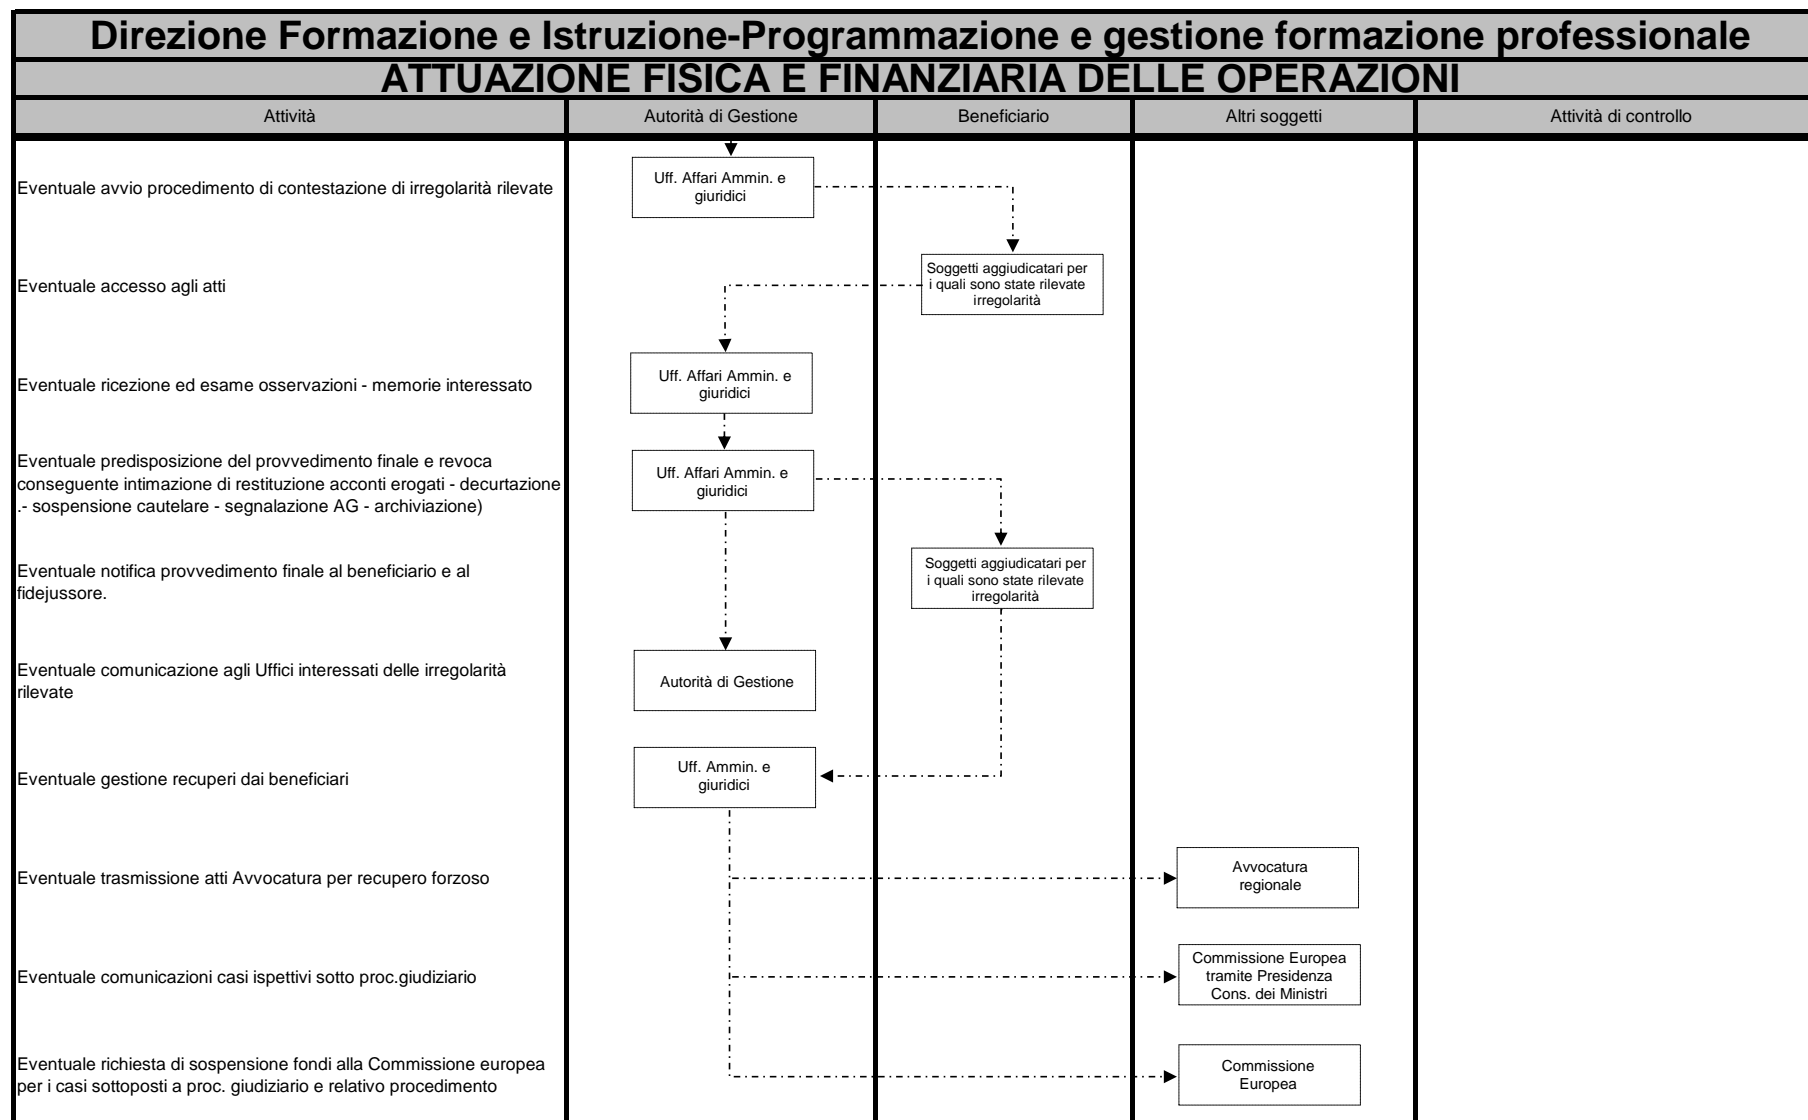 Direzione Formazione e Istruzione-Programmazione e gestione formazione professionale
ATTUAZIONE FISICA E FINANZIARIA DELLE OPERAZIONI
Attività
Autorità di Gestione
Beneficiario
Altri soggetti
Attività di controllo
Eventuale avvio procedimento di contestazione di irregolarità rilevate
Uff. Affari Ammin. e
giuridici
Eventuale accesso agli atti
Soggetti aggiudicatari per
i quali sono state rilevate
irregolarità
Eventuale ricezione ed esame osservazioni - memorie interessato
Uff. Affari Ammin. e
giuridici
Eventuale predisposizione del provvedimento finale e revoca
conseguente intimazione di restituzione acconti erogati - decurtazione
.- sospensione cautelare - segnalazione AG - archiviazione)
Uff. Affari Ammin. e
giuridici
Eventuale notifica provvedimento finale al beneficiario e al
fidejussore.
Soggetti aggiudicatari per
i quali sono state rilevate
irregolarità
Eventuale comunicazione agli Uffici interessati delle irregolarità
rilevate
Autorità di Gestione
Eventuale gestione recuperi dai beneficiari
Uff. Ammin. e
giuridici
Eventuale trasmissione atti Avvocatura per recupero forzoso
Avvocatura
regionale
Eventuale comunicazioni casi ispettivi sotto proc.giudiziario
Commissione Europea
tramite Presidenza
Cons. dei Ministri
Eventuale richiesta di sospensione fondi alla Commissione europea
per i casi sottoposti a proc. giudiziario e relativo procedimento
Commissione
Europea